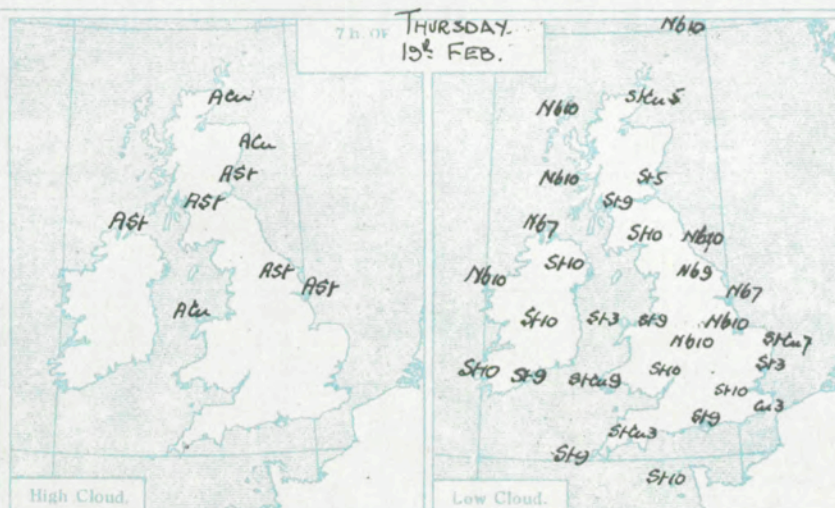 7 h. OF THURSDAY.
19th FEB.
ACu
ACu
ASt
ASt
ASt
ASt
ASt
ACu
High Cloud.
Nb10
StCu 5
Nb10
Nb10
St5
St9
Nb7
St10
Nb10
St10
Nb9
Nb10
Nb7
St10
St3
St9
Nb10
Nb10
StCu7
St3
St10
St9
StCu9
St10
St10
Cu3
St9
StCu3
St9
St10
Low Cloud.